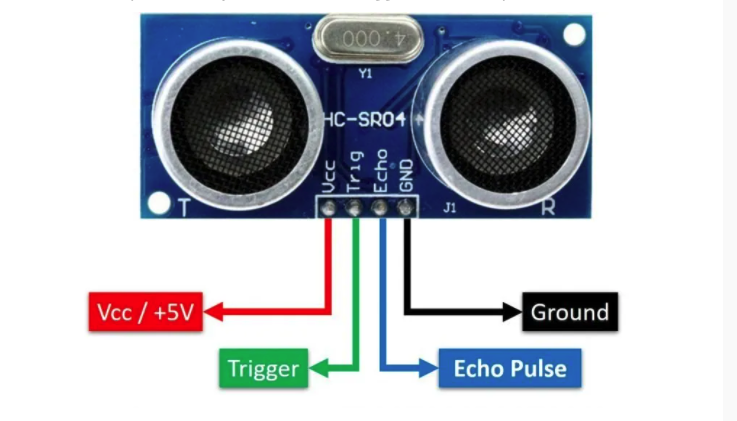 4.000
Y1
HC-SR04
Vcc
Trig
Echo
GND
T
J1
R
Vcc / +5V
Ground
Trigger
Echo Pulse